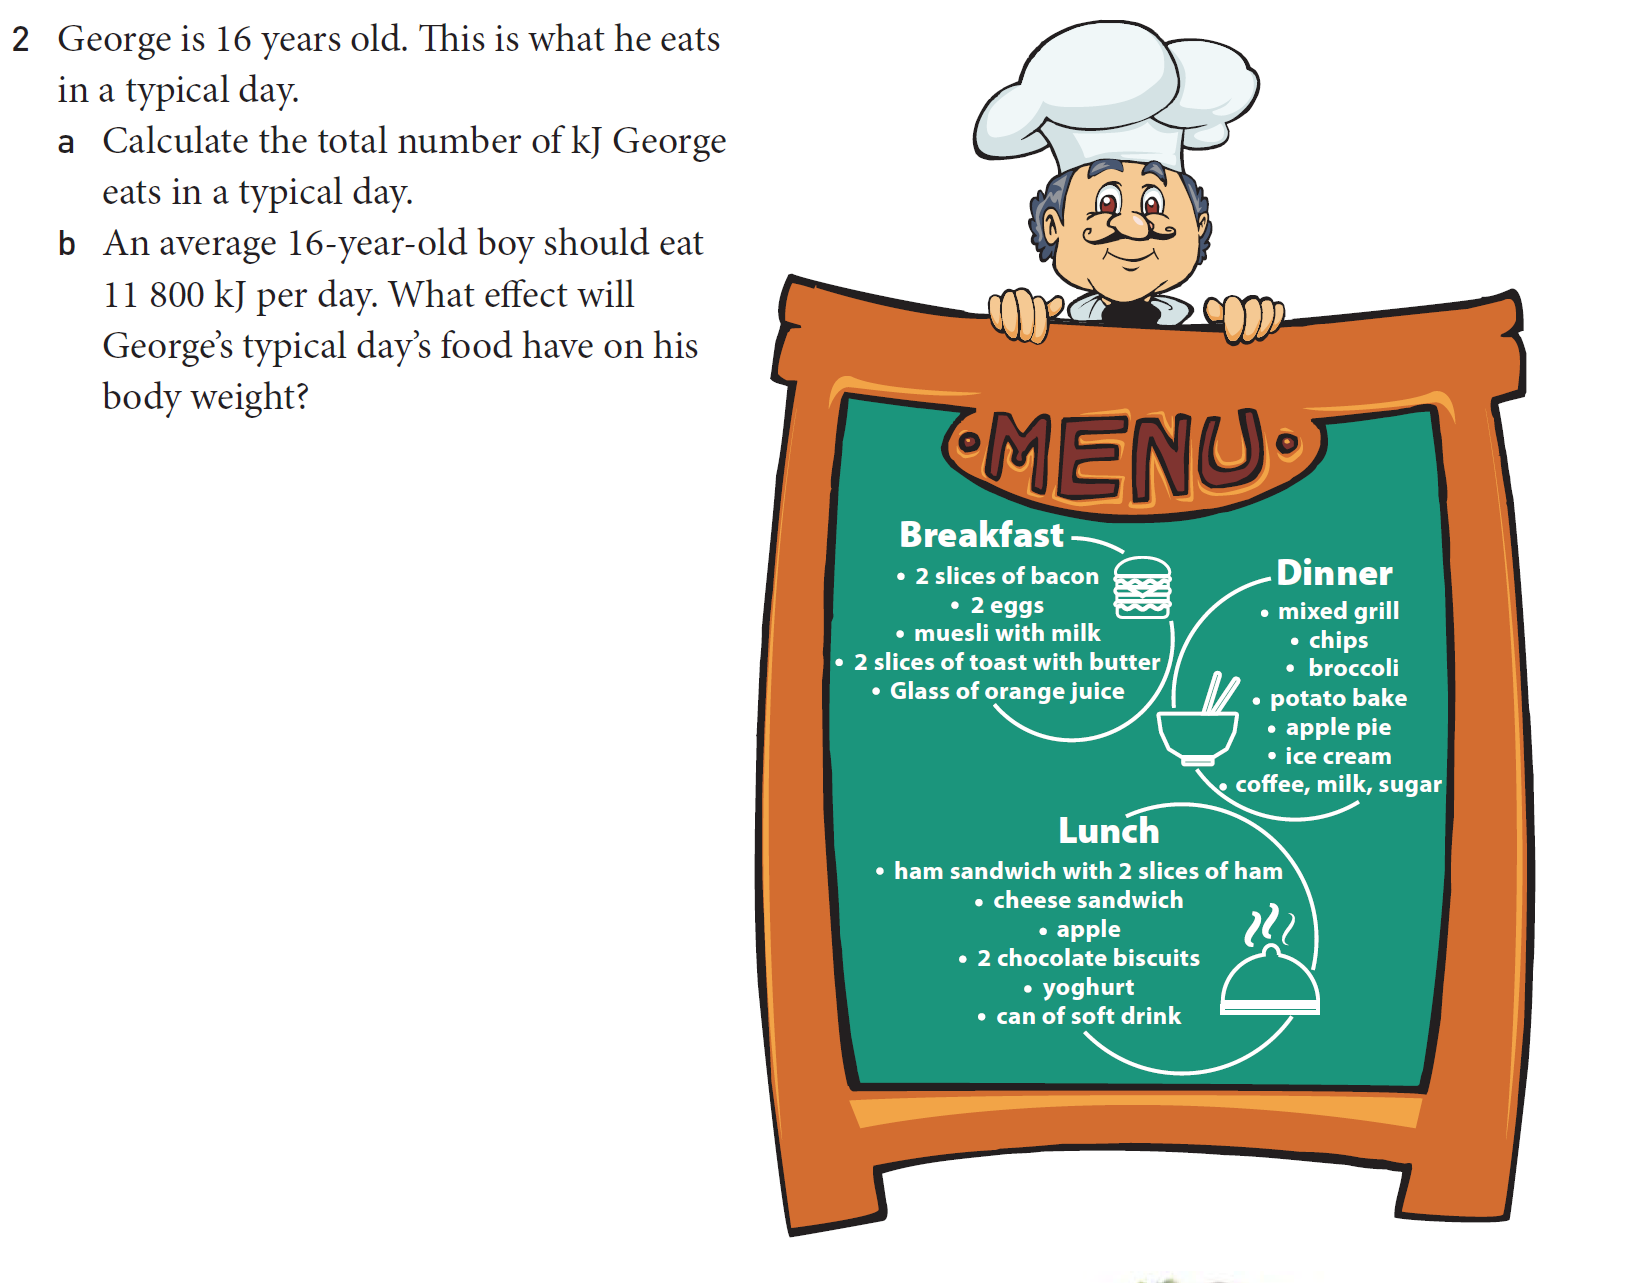 2 George is 16 years old. This is what he eats
in a typical day.
a Calculate the total number of kJ George
eats in a typical day.
b An average 16-year-old boy should eat
11 800 kJ per day. What effect will
George’s typical day’s food have on his
body weight?
•MENU•
Breakfast
• 2 slices of bacon
• 2 eggs
• muesli with milk
• 2 slices of toast with butter
• Glass of orange juice
Dinner
• mixed grill
• chips
• broccoli
• potato bake
• apple pie
• ice cream
• coffee, milk, sugar
Lunch
• ham sandwich with 2 slices of ham
• cheese sandwich
• apple
• 2 chocolate biscuits
• yoghurt
• can of soft drink